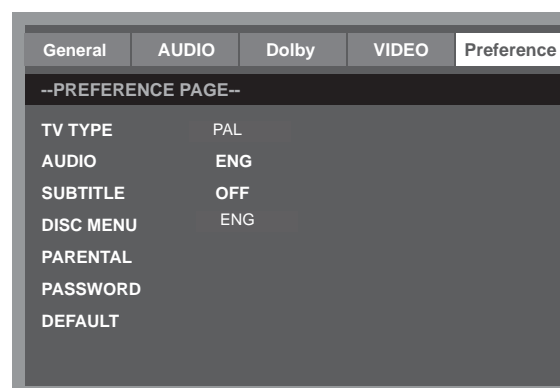 General AUDIO Dolby VIDEO Preference
--PREFERENCE PAGE--
TV TYPE PAL
AUDIO ENG
SUBTITLE OFF
DISC MENU ENG
PARENTAL
PASSWORD
DEFAULT